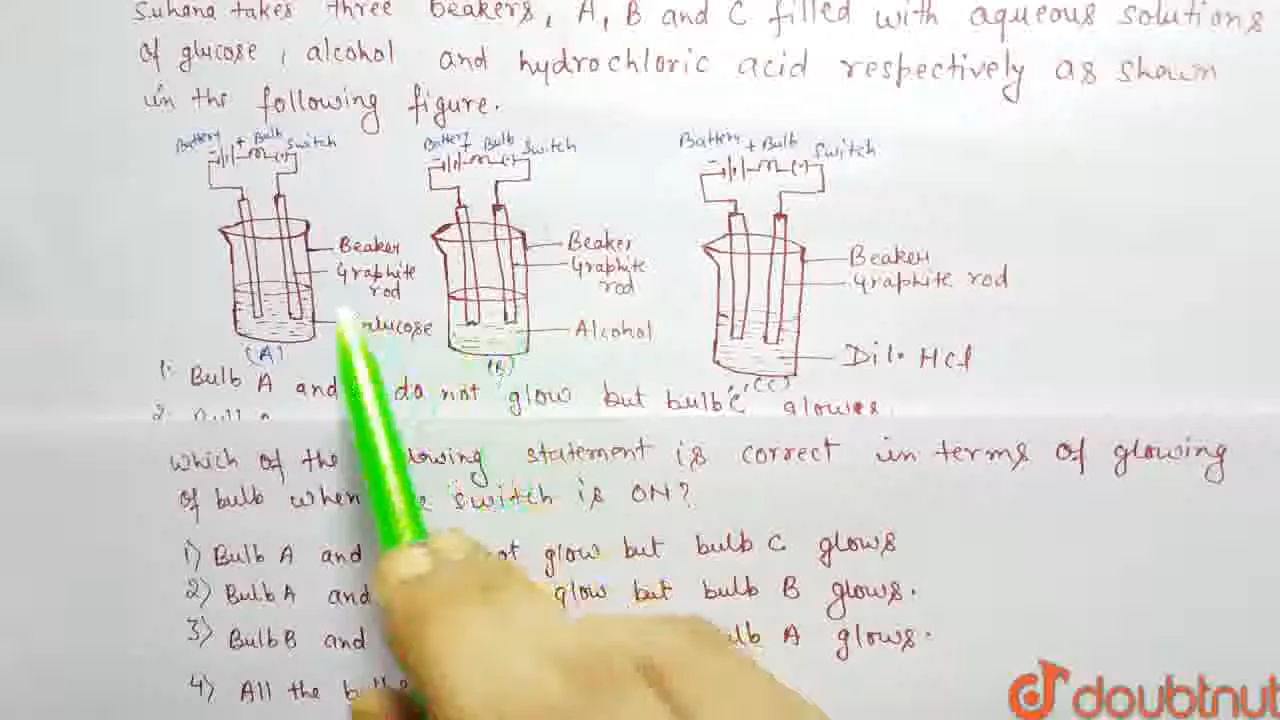 Suhana takes three beakers, A, B and C filled with aqueous solutions
of glucose, alcohol and hydrochloric acid respectively as shown
in the following figure.
Battery + Bulb Switch
Battery + Bulb Switch
Battery + Bulb Switch
Beaker
Graphite rod
Glucose
(A)
Beaker
Graphite rod
Alcohol
(B)
Beaker
Graphite rod
Dil. HCl
(C)
1. Bulb A and do not glow but bulb 'C' glowes.
2.
which of the statement is correct in terms of glowing
of bulb when switch is ON?
1) Bulb A and not glow but bulb C glows
2) Bulb A and glow but bulb B glows.
3) Bulb B and A glows.
4) All the
doubtnut